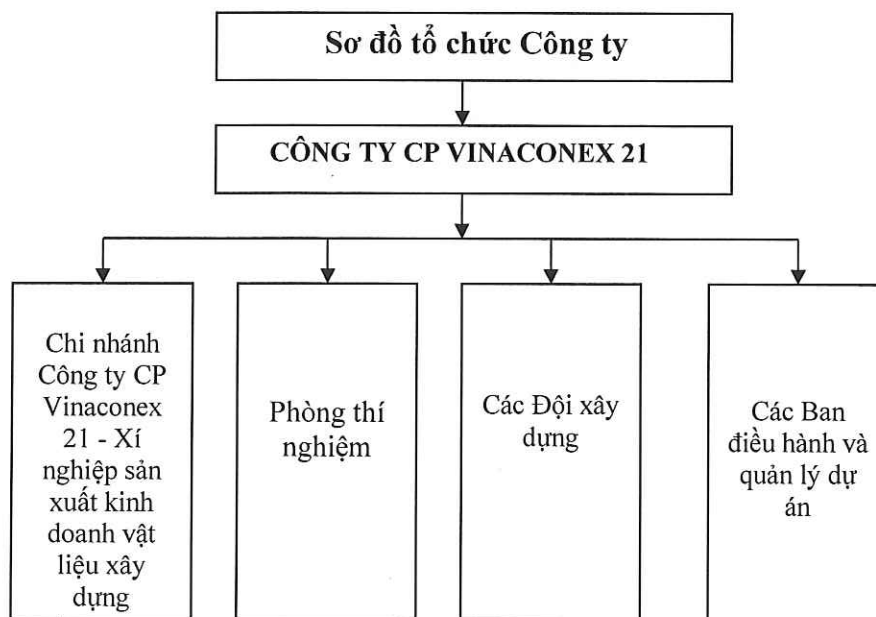 Sơ đồ tổ chức Công ty
CÔNG TY CP VINACONEX 21
Chi nhánh
Công ty CP
Vinaconex
21 - Xí
nghiệp sản
xuất kinh
doanh vật
liệu xây
dựng
Phòng thí
nghiệm
Các Đội xây
dựng
Các Ban
điều hành và
quản lý dự
án